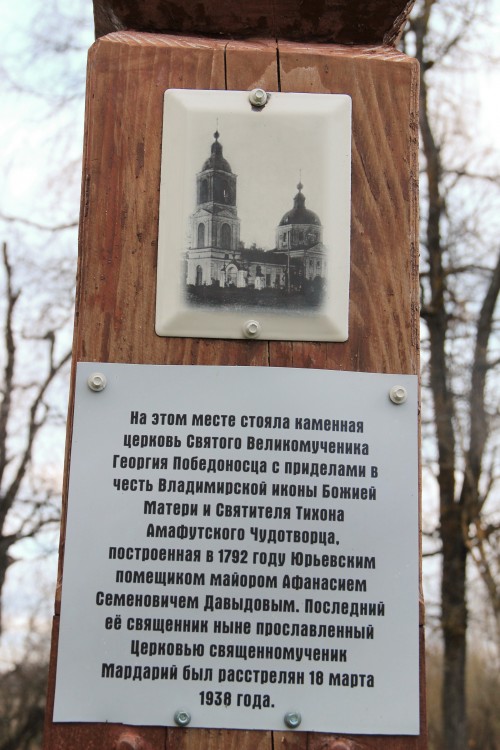 На этом месте стояла каменная
церковь Святого Великомученика
Георгия Победоносца с приделами в
честь Владимирской иконы Божией
Матери и Святителя Тихона
Амафутского Чудотворца,
построенная в 1792 году Юрьевским
помещиком майором Афанасием
Семеновичем Давыдовым. Последний
её священник ныне прославленный
Церковью священномученик
Мардарий был расстрелян 18 марта
1938 года.